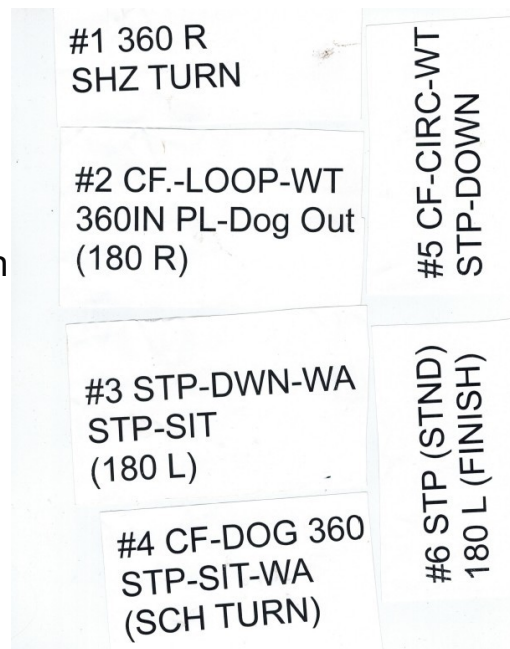 #1 360 R
SHZ TURN
#2 CF.-LOOP-WT
360IN PL-Dog Out
(180 R)
#3 STP-DWN-WA
STP-SIT
(180 L)
#4 CF-DOG 360
STP-SIT-WA
(SCH TURN)
#5 CF-CIRC-WT
STP-DOWN
#6 STP (STND)
180 L (FINISH)